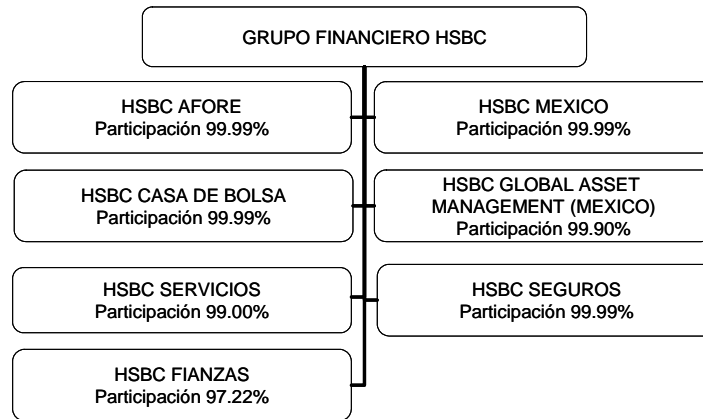 GRUPO FINANCIERO HSBC
HSBC AFORE
Participación 99.99%
HSBC MEXICO
Participación 99.99%
HSBC CASA DE BOLSA
Participación 99.99%
HSBC GLOBAL ASSET
MANAGEMENT (MEXICO)
Participación 99.90%
HSBC SERVICIOS
Participación 99.00%
HSBC SEGUROS
Participación 99.99%
HSBC FIANZAS
Participación 97.22%